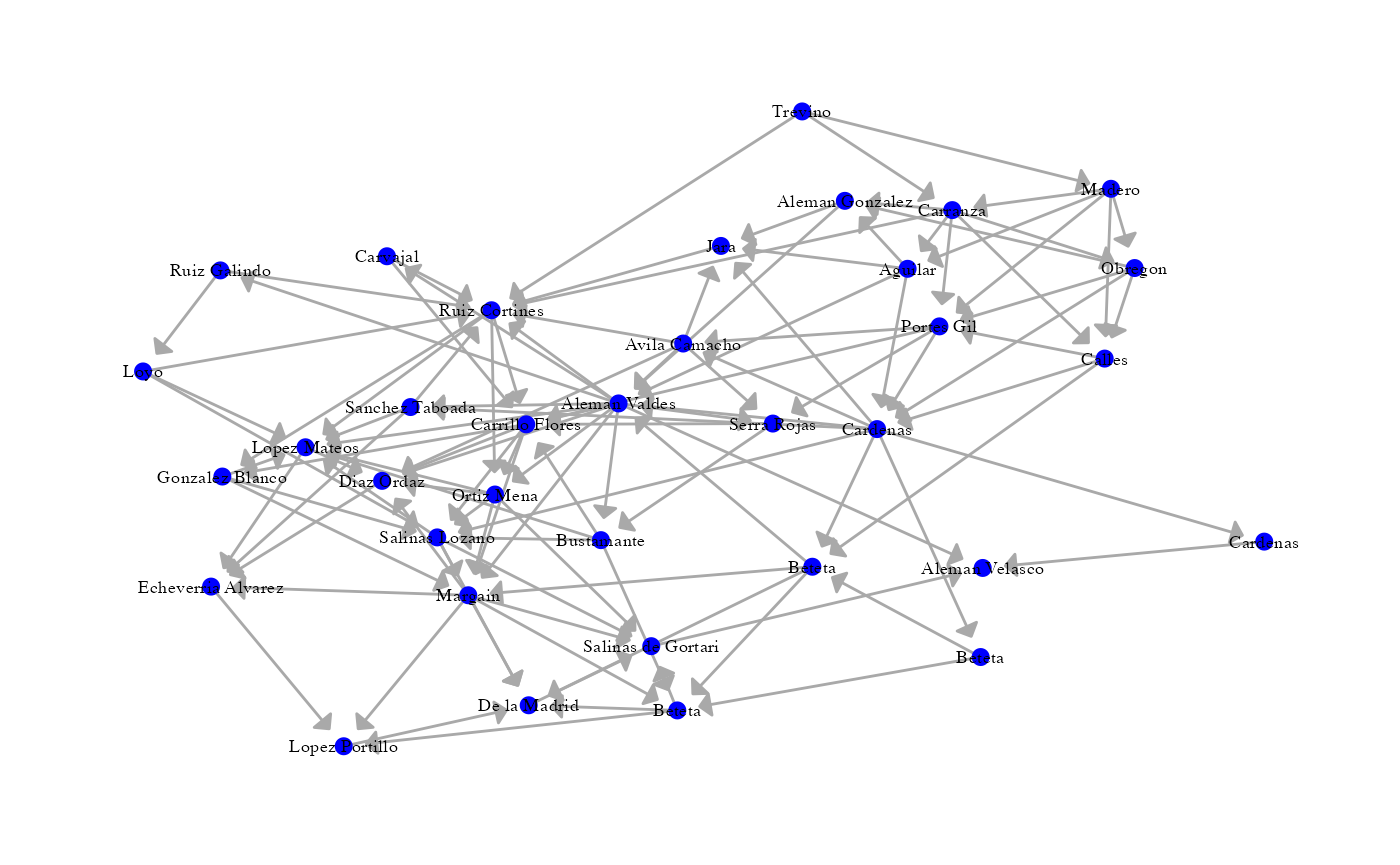 Trevino
Madero
Aleman Gonzalez
Carranza
Jara
Carvajal
Ruiz Galindo
Aguilar
Obregon
Ruiz Cortines
Portes Gil
Avila Camacho
Calles
Loyo
Aleman Valdes
Sanchez Taboada
Carrillo Flores
Serra Rojas
Cardenas
Lopez Mateos
Gonzalez Blanco
Diaz Ordaz
Ortiz Mena
Salinas Lozano
Bustamante
Cardenas
Beteta
Aleman Velasco
Echeverria Alvarez
Margain
Salinas de Gortari
Beteta
De la Madrid
Beteta
Lopez Portillo